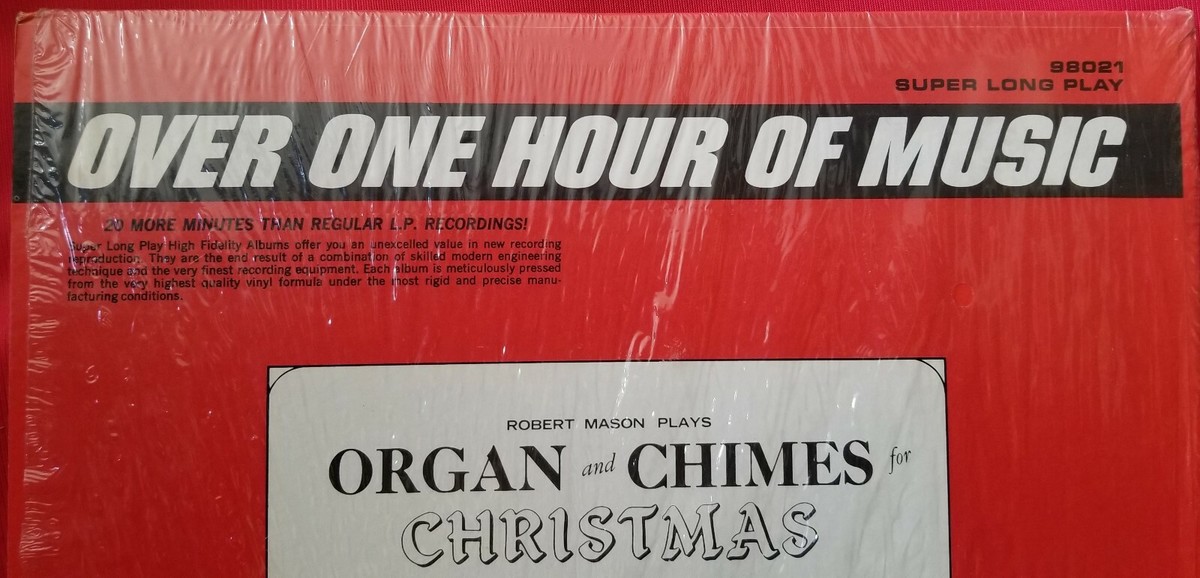 98021
SUPER LONG PLAY
OVER ONE HOUR OF MUSIC
20 MORE MINUTES THAN REGULAR L.P. RECORDINGS!
Super Long Play High Fidelity Albums offer you an unexcelled value in new recording
reproduction. They are the end result of a combination of skilled modern engineering
technique and the very finest recording equipment. Each album is meticulously pressed
from the very highest quality vinyl formula under the most rigid and precise manu-
facturing conditions.
ROBERT MASON PLAYS
ORGAN and CHIMES for
CHRISTMAS